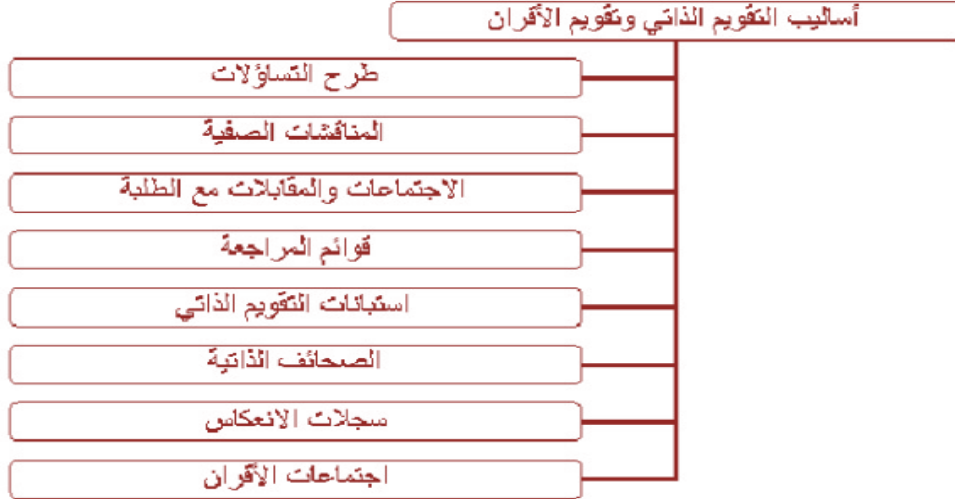 أساليب التقويم الذاتي وتقويم الأقران
طرح التساؤلات
المناقشات الصفية
الاجتماعات والمقابلات مع الطلبة
قوائم المراجعة
استبانات التقويم الذاتي
الصحائف الذاتية
سجلات الانعكاس
اجتماعات الأقران